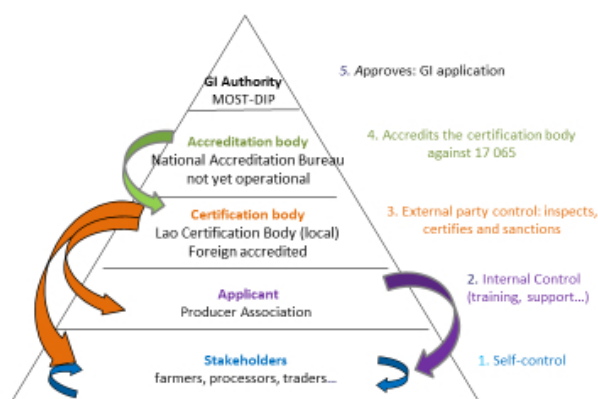 GI Authority
MOST-DIP
5. Approves: GI application
Accreditation body
National Accreditation Bureau
not yet operational
4. Accredits the certification body
against 17 065
Certification body
Lao Certification Body (local)
Foreign accredited
3. External party control: inspects,
certifies and sanctions
Applicant
Producer Association
2. Internal Control
(training, support...)
Stakeholders
farmers, processors, traders...
1. Self-control